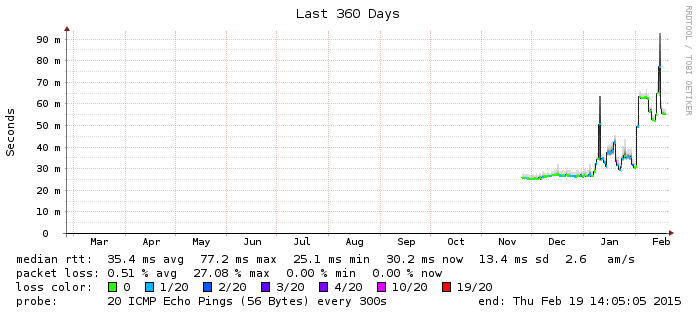 Last 360 Days
RRDTOOL / TOBI OETIKER
Seconds
90 m
80 m
70 m
60 m
50 m
40 m
30 m
20 m
10 m
0
Mar Apr May Jun Jul Aug Sep Oct Nov Dec Jan Feb
median rtt: 35.4 ms avg 77.2 ms max 25.1 ms min 30.2 ms now 13.4 ms sd 2.6 am/s
packet loss: 0.51 % avg 27.08 % max 0.00 % min 0.00 % now
loss color: 0 1/20 2/20 3/20 4/20 10/20 19/20
probe: 20 ICMP Echo Pings (56 Bytes) every 300s end: Thu Feb 19 14:05:05 2015